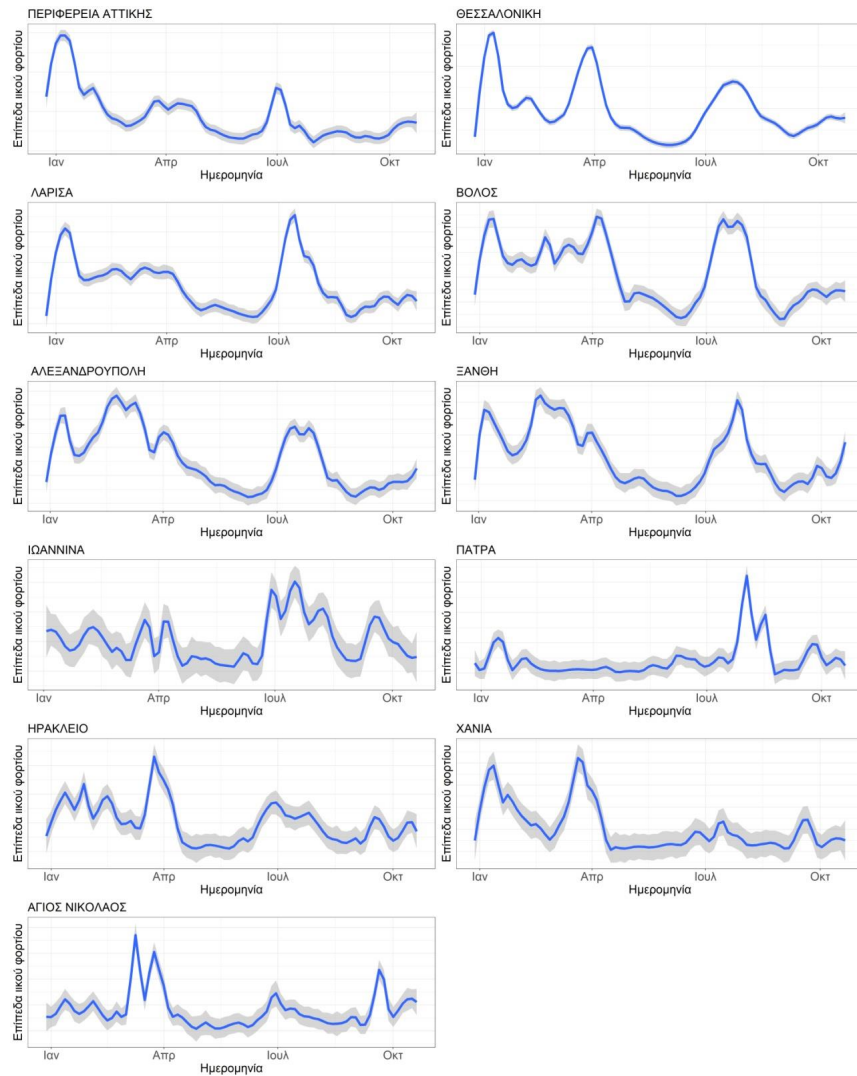 ΠΕΡΙΦΕΡΕΙΑ ΑΤΤΙΚΗΣ
Επίπεδα ιικού φορτίου
Ιαν Απρ Ιουλ Οκτ
Ημερομηνία
ΘΕΣΣΑΛΟΝΙΚΗ
Επίπεδα ιικού φορτίου
Ιαν Απρ Ιουλ Οκτ
Ημερομηνία
ΛΑΡΙΣΑ
Επίπεδα ιικού φορτίου
Ιαν Απρ Ιουλ Οκτ
Ημερομηνία
ΒΟΛΟΣ
Επίπεδα ιικού φορτίου
Ιαν Απρ Ιουλ Οκτ
Ημερομηνία
ΑΛΕΞΑΝΔΡΟΥΠΟΛΗ
Επίπεδα ιικού φορτίου
Ιαν Απρ Ιουλ Οκτ
Ημερομηνία
ΞΑΝΘΗ
Επίπεδα ιικού φορτίου
Ιαν Απρ Ιουλ Οκτ
Ημερομηνία
ΙΩΑΝΝΙΝΑ
Επίπεδα ιικού φορτίου
Ιαν Απρ Ιουλ Οκτ
Ημερομηνία
ΠΑΤΡΑ
Επίπεδα ιικού φορτίου
Ιαν Απρ Ιουλ Οκτ
Ημερομηνία
ΗΡΑΚΛΕΙΟ
Επίπεδα ιικού φορτίου
Ιαν Απρ Ιουλ Οκτ
Ημερομηνία
ΧΑΝΙΑ
Επίπεδα ιικού φορτίου
Ιαν Απρ Ιουλ Οκτ
Ημερομηνία
ΑΓΙΟΣ ΝΙΚΟΛΑΟΣ
Επίπεδα ιικού φορτίου
Ιαν Απρ Ιουλ Οκτ
Ημερομηνία